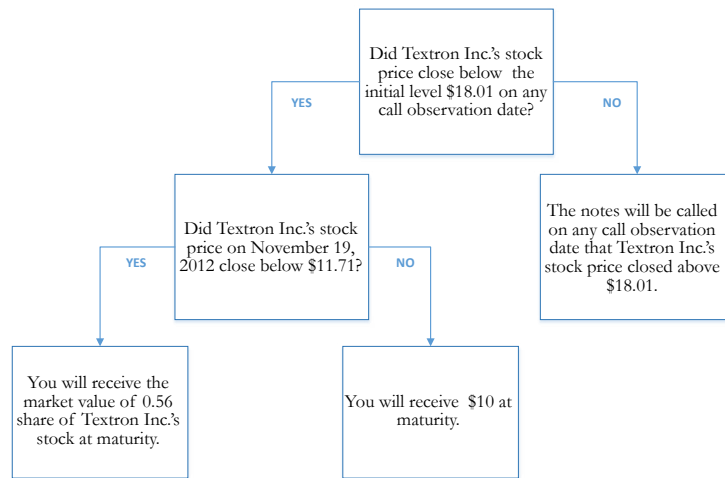 Did Textron Inc.'s stock
price close below the
initial level $18.01 on any
call observation date?
YES
NO
Did Textron Inc.'s stock
price on November 19,
2012 close below $11.71?
The notes will be called
on any call observation
date that Textron Inc.'s
stock price closed above
$18.01.
YES
NO
You will receive the
market value of 0.56
share of Textron Inc.'s
stock at maturity.
You will receive $10 at
maturity.